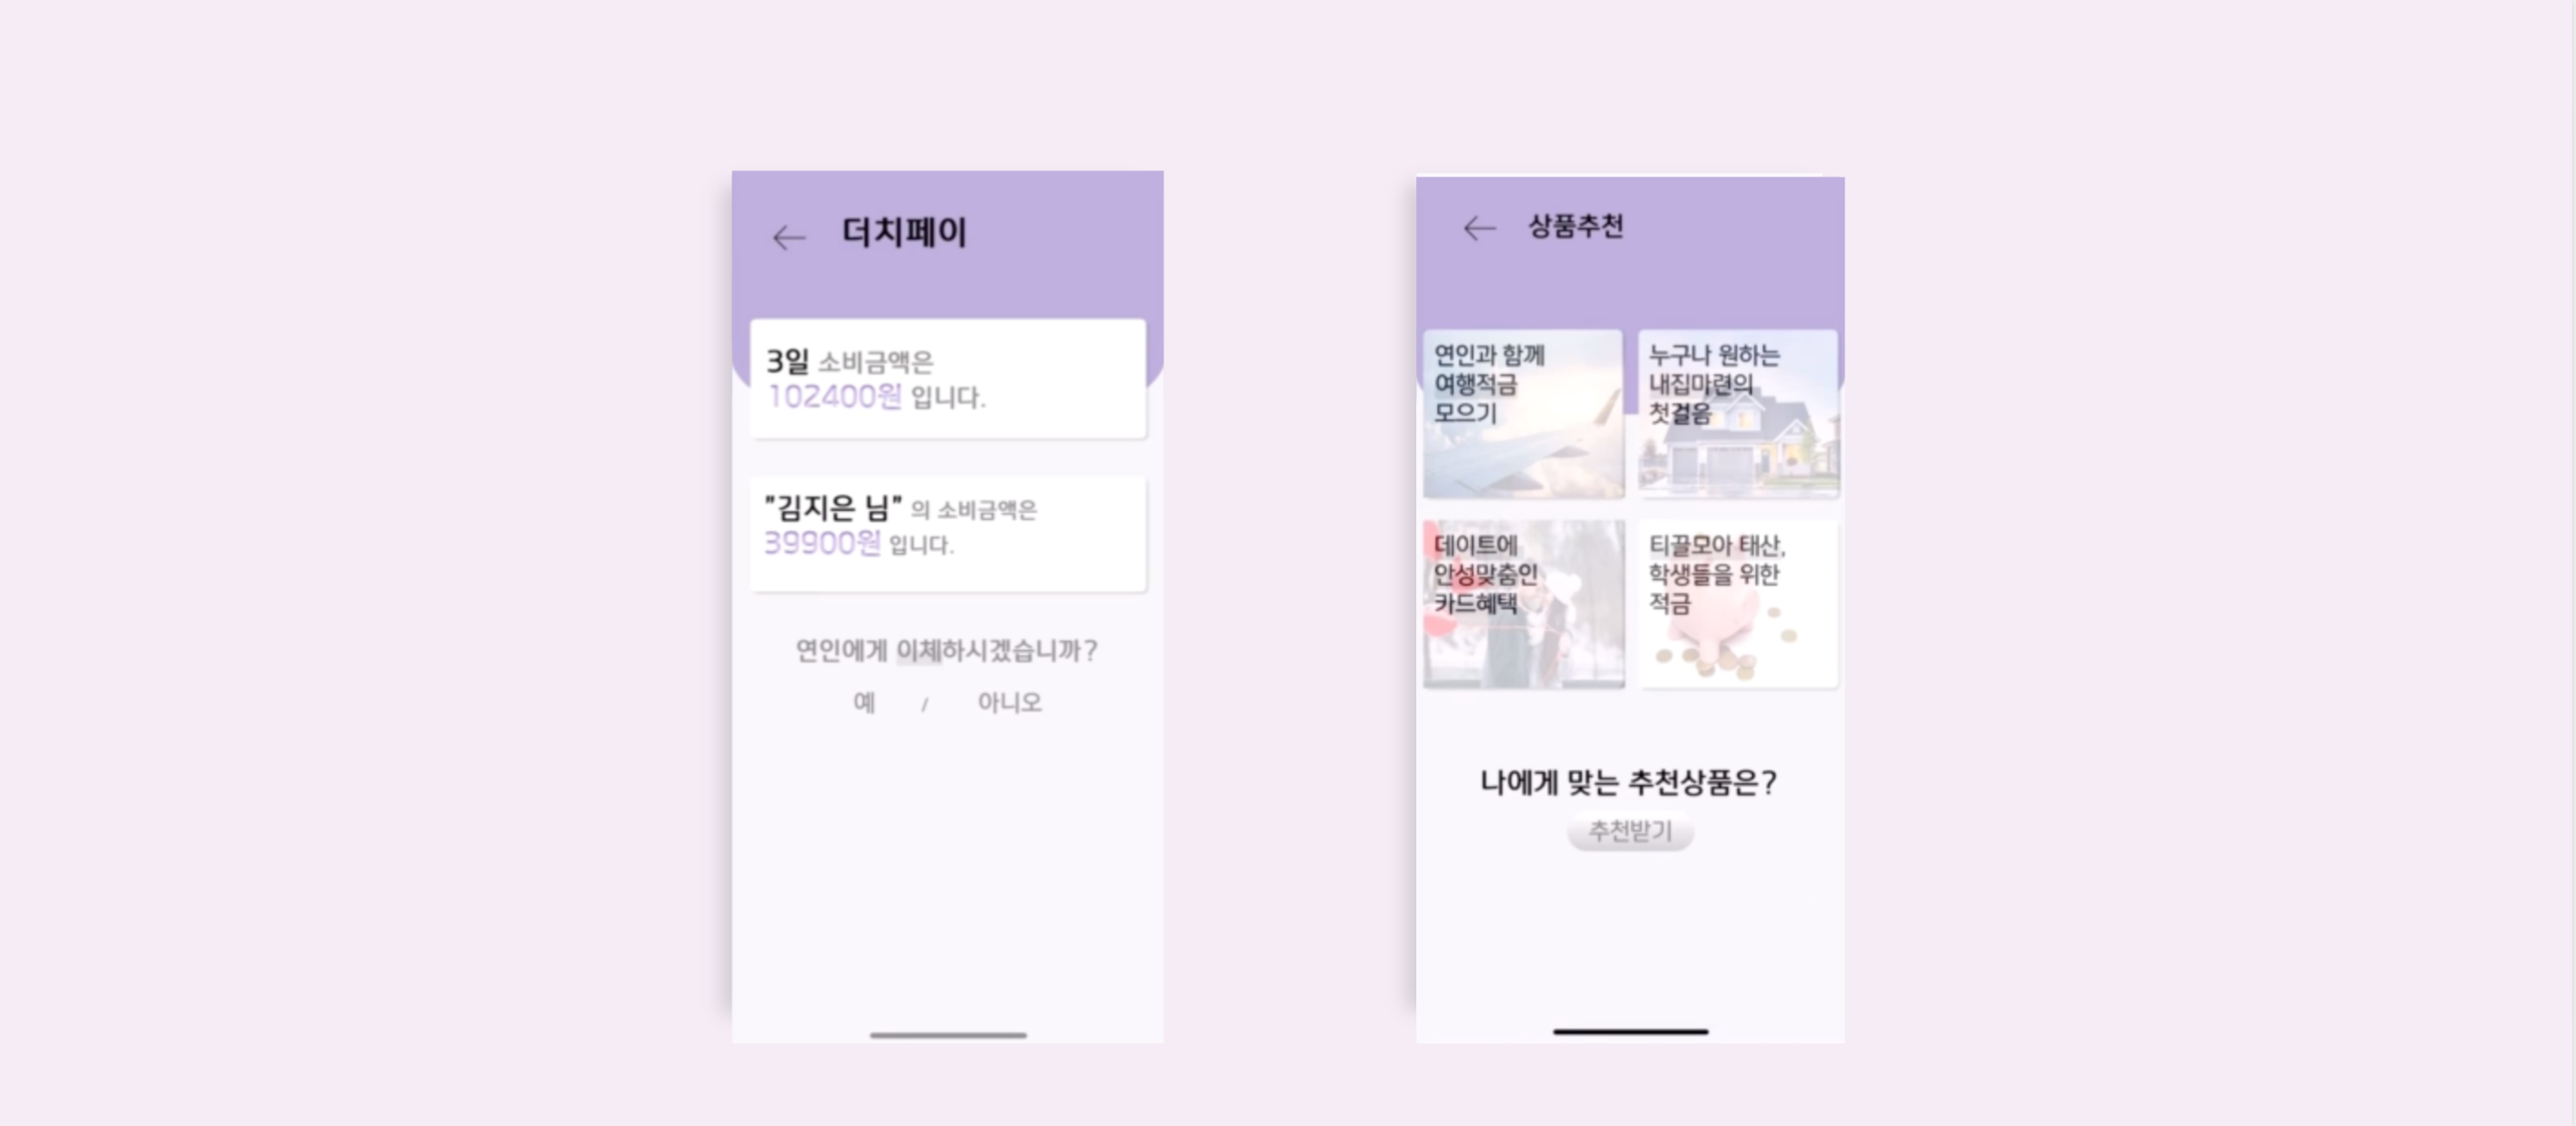 더치페이
3일 소비금액은
102400원 입니다.
"김지은 님" 의 소비금액은
39900원 입니다.
연인에게 이체하시겠습니까?
예 / 아니오
상품추천
연인과 함께
여행적금
모으기
누구나 원하는
내집마련의
첫걸음
데이트에
안성맞춤인
카드혜택
티끌모아 태산,
학생들을 위한
적금
나에게 맞는 추천상품은?
추천받기